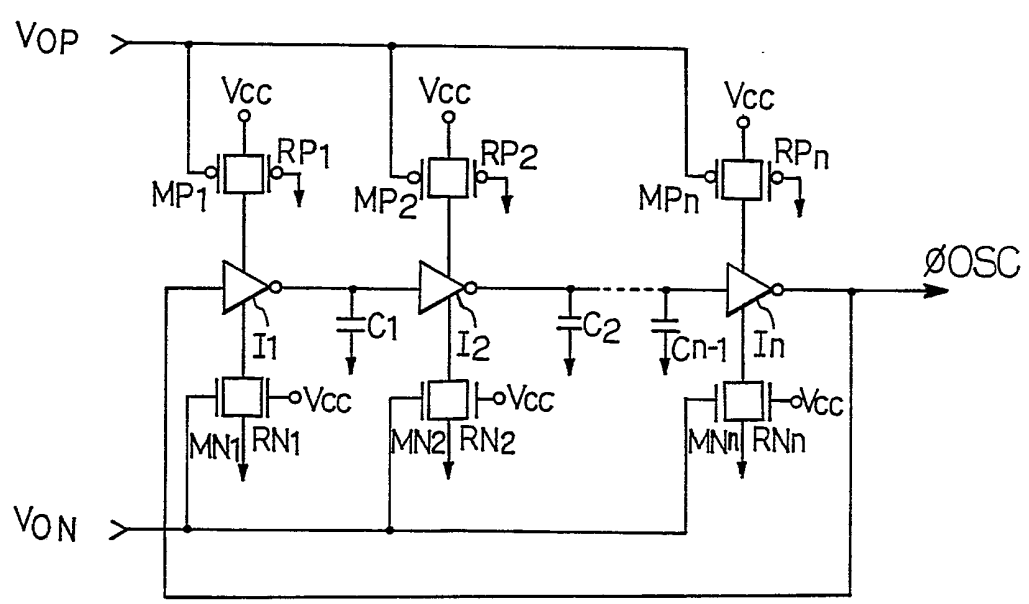 VOP
Vcc
Vcc
Vcc
RP1
RP2
RPn
MP1
MP2
MPn
ØOSC
C1
C2
Cn-1
I1
I2
In
Vcc
Vcc
Vcc
MN1
RN1
MN2
RN2
MNn
RNn
VON